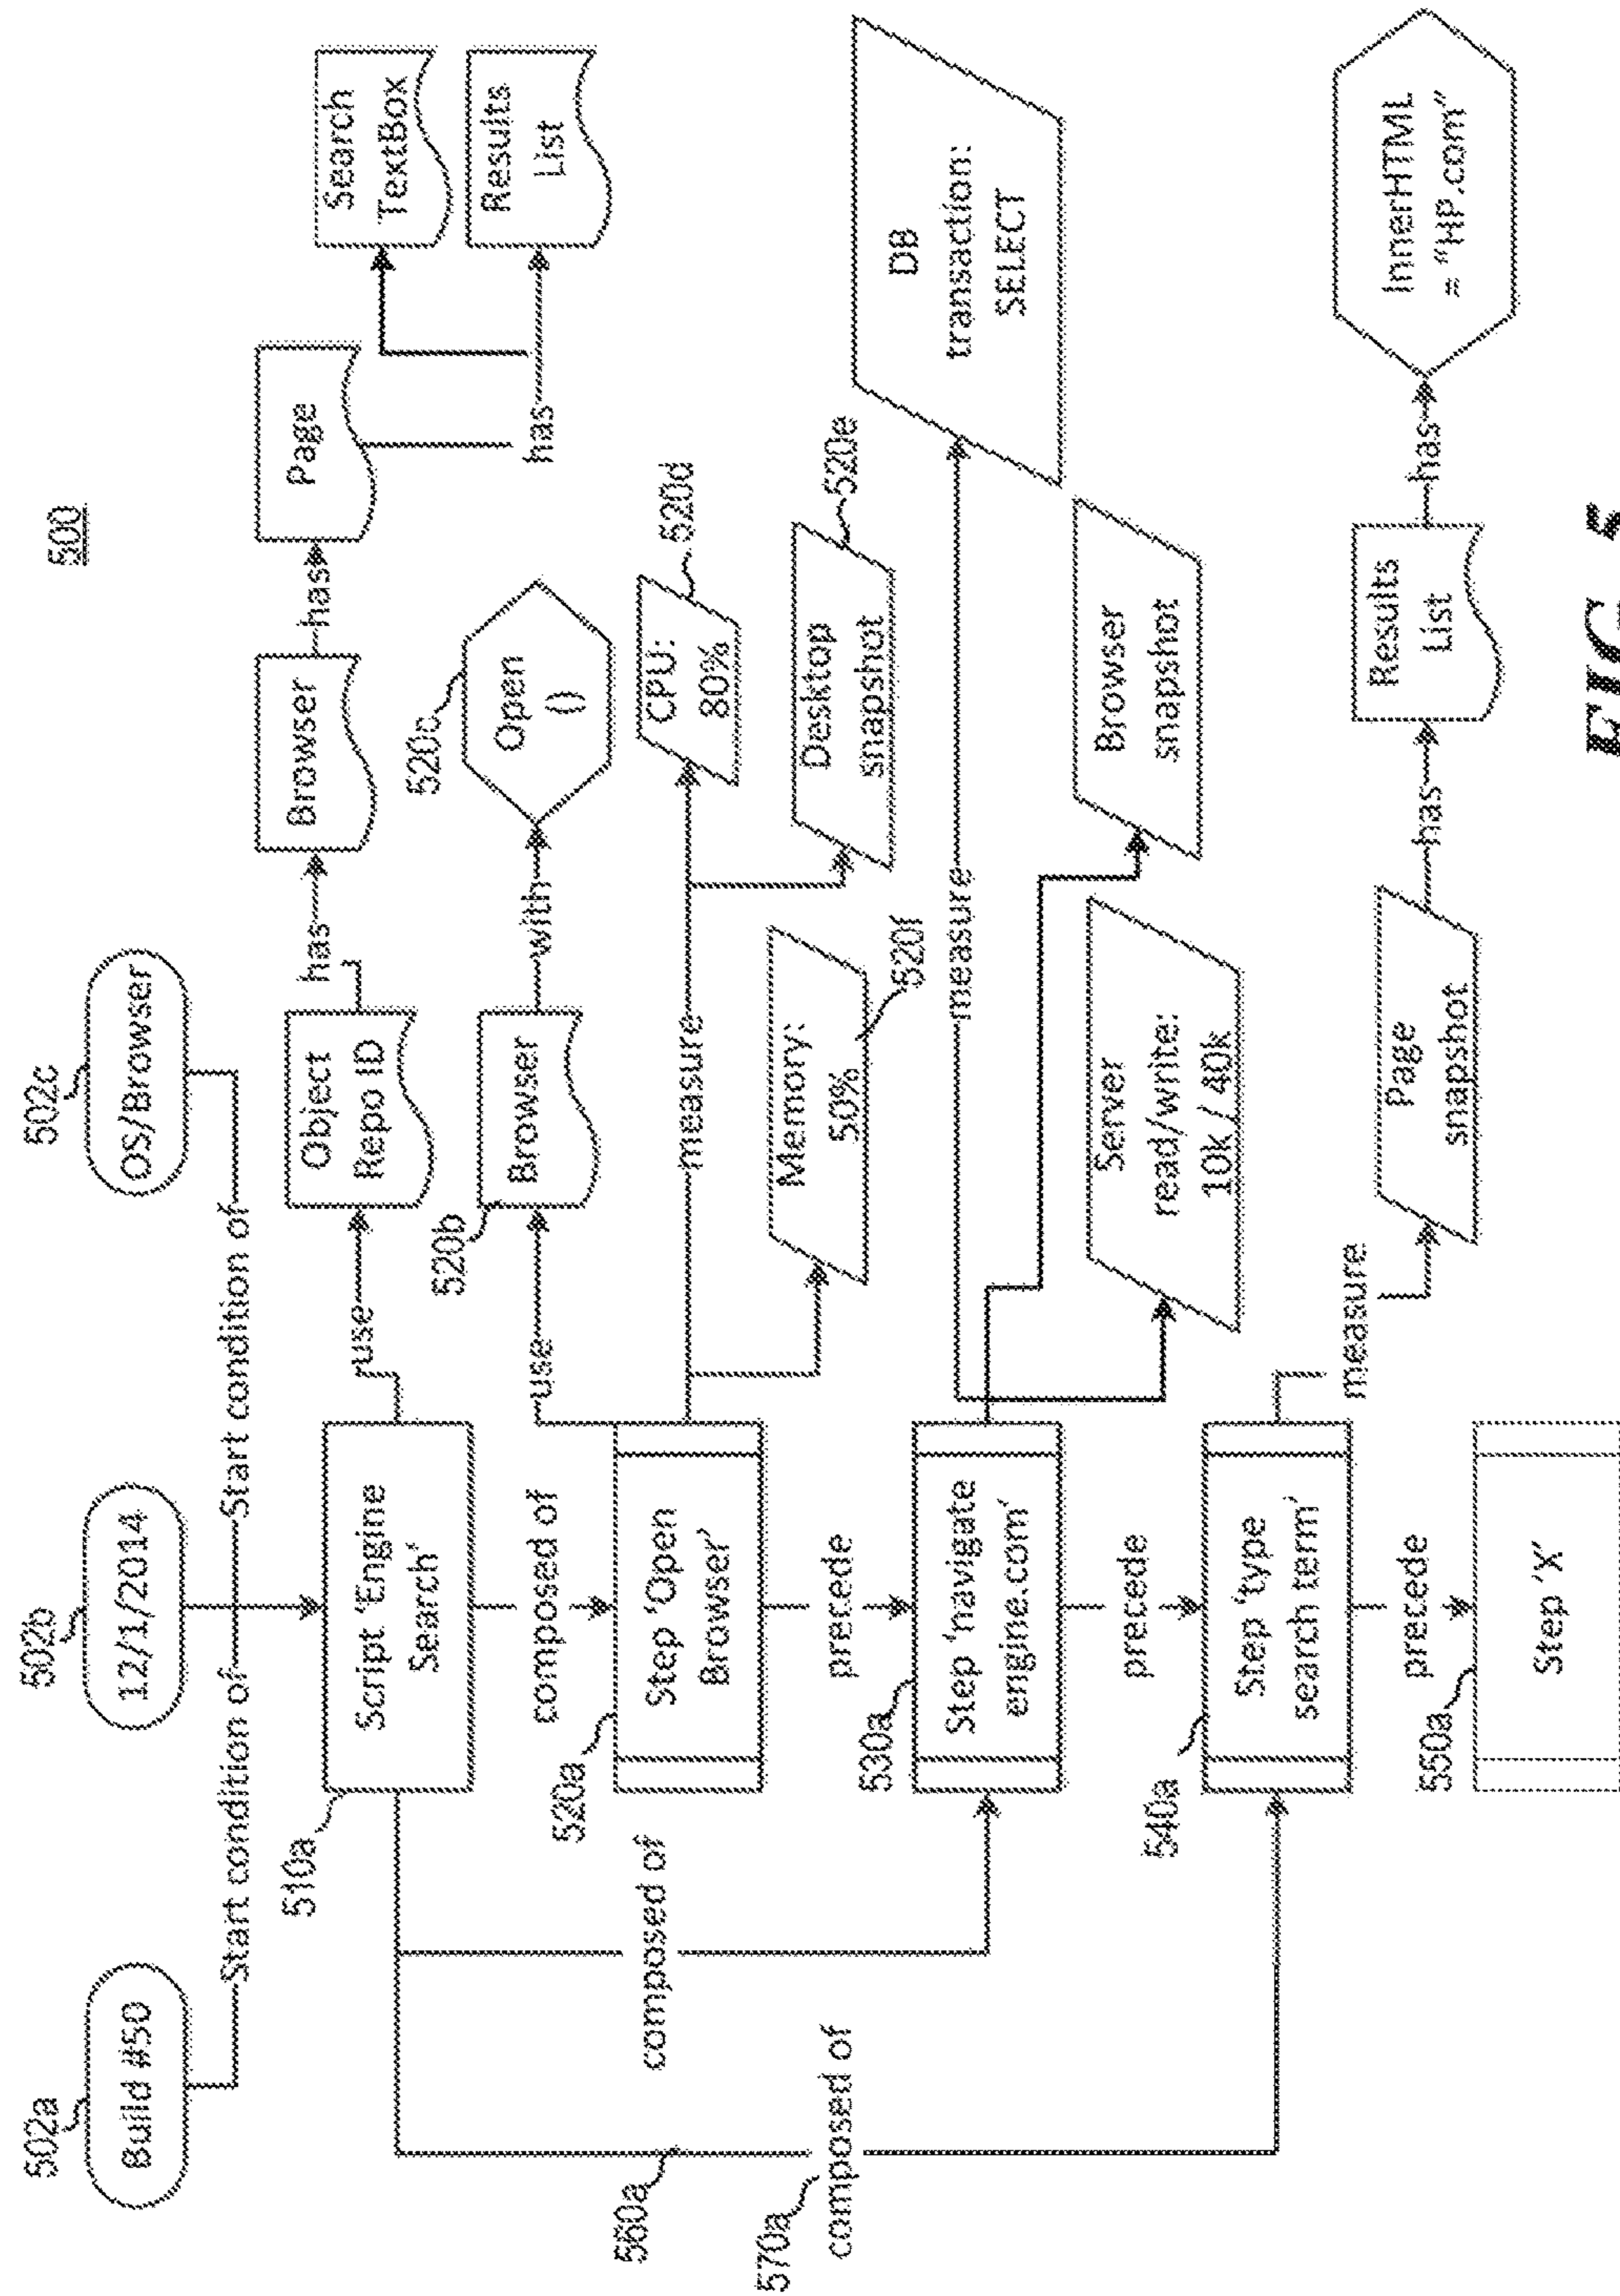 500
502a
502b
502c
Build #50
12/1/2014
OS/Browser
Start condition of
Start condition of
510a
Script ‘Engine
Search’
use
Object
Repo ID
has
Browser
has
Page
has
Search
TextBox
Results
List
composed of
520a
Step ‘Open
Browser’
use
520b
Browser
with
520c
Open
()
measure
CPU:
80%
520d
Desktop
snapshot
520e
Memory:
50%
520f
composed of
560a
570a
composed of
precede
530a
Step ‘navigate
engine.com’
measure
DB
transaction:
SELECT
Browser
snapshot
Server
read/write:
10k / 40k
precede
540a
Step ‘type
search term’
measure
Page
snapshot
has
Results
List
has
InnerHTML
= “HP.com”
precede
550a
Step ‘X’
FIG. 5